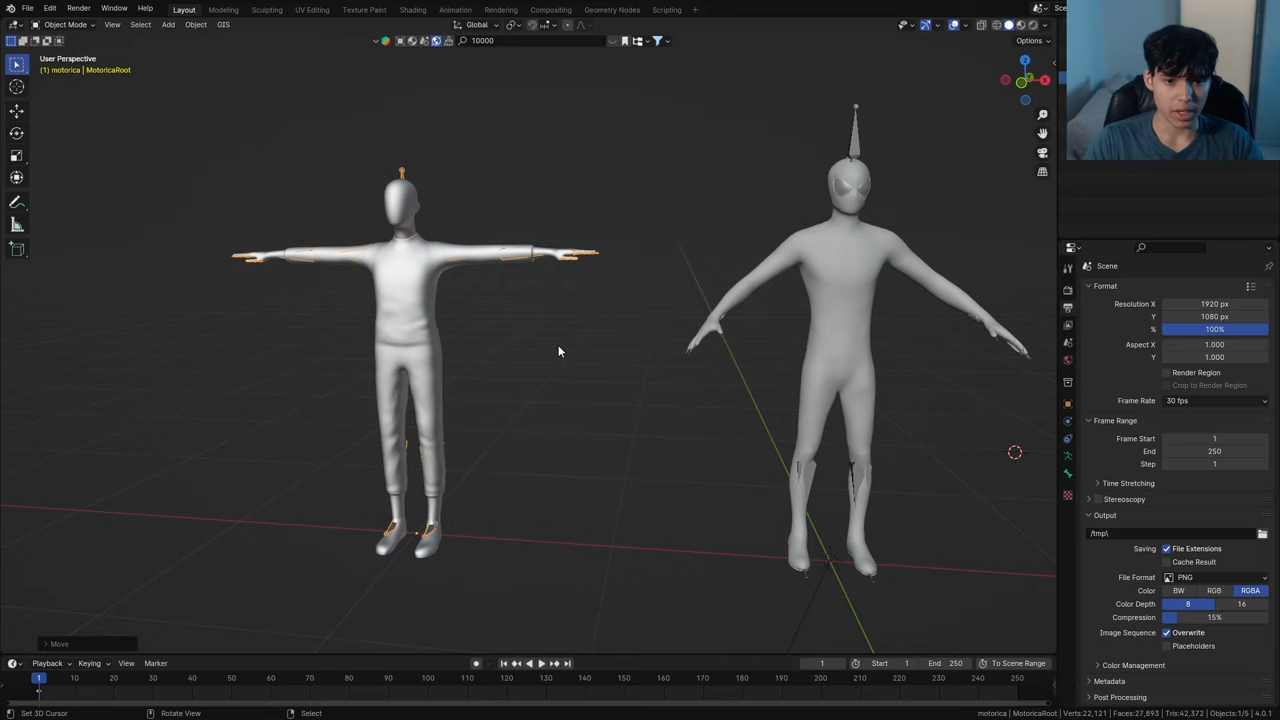 File Edit Render Window Help Layout Modeling Sculpting UV Editing Texture Paint Shading Animation Rendering Compositing Geometry Nodes Scripting Scene
Object Mode View Select Add Object GIS Global
10000 Options
User Perspective
(1) motorica | MotoricaRoot
Z
X
Scene
Format
Resolution X 1920 px
Y 1080 px
% 100%
Aspect X 1.000
Y 1.000
Render Region
Crop to Render Region
Frame Rate 30 fps
Frame Range
Frame Start 1
End 250
Step 1
Time Stretching
Stereoscopy
Output
/tmp\
Saving File Extensions
Cache Result
File Format PNG
Color BW RGB RGBA
Color Depth 8 16
Compression 15%
Image Sequence Overwrite
Placeholders
Color Management
Metadata
Post Processing
Move
Playback Keying View Marker 1 Start 1 End 250 To Scene Range
1 10 20 30 40 50 60 70 80 90 100 110 120 130 140 150 160 170 180 190 200 210 220 230 240 250
Set 3D Cursor Rotate View Select motorica | MotoricaRoot | Verts:22,121 | Faces:27,893 | Tris:42,372 | Objects:1/5 | 4.0.1